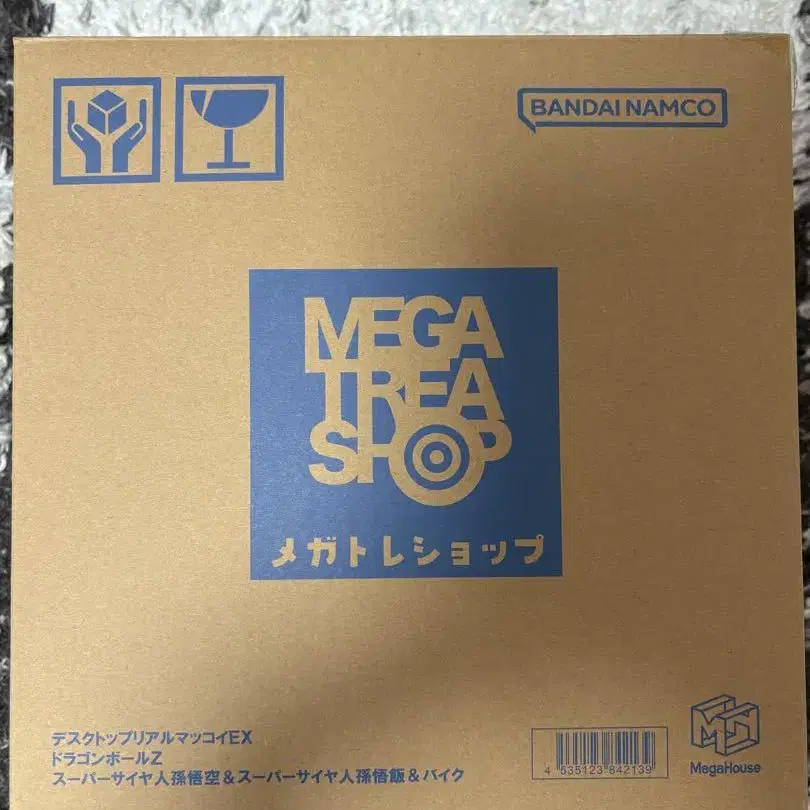 BANDAI NAMCO
MEGA
TREA
SHOP
メガトレショップ
デスクトップリアルマッコイEX
ドラゴンボールZ
スーパーサイヤ人孫悟空&スーパーサイヤ人孫悟飯&バイク
4 535123 842139
MH
MegaHouse